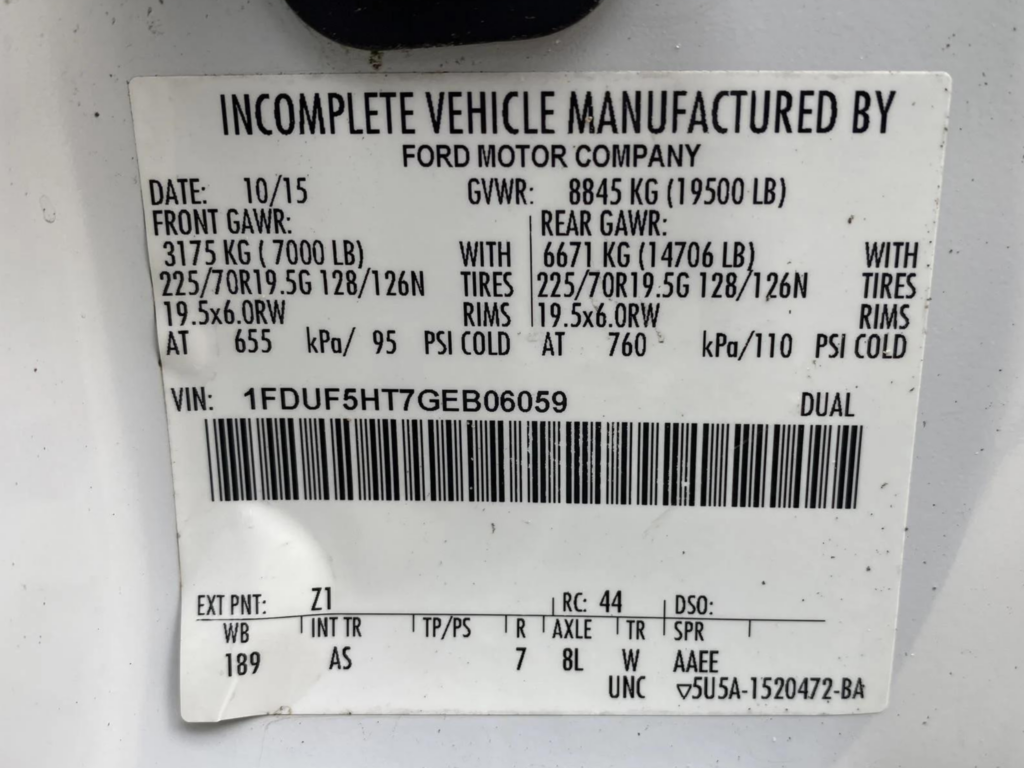 INCOMPLETE VEHICLE MANUFACTURED BY
FORD MOTOR COMPANY
DATE: 10/15 GVWR: 8845 KG (19500 LB)
FRONT GAWR: REAR GAWR:
3175 KG ( 7000 LB) WITH 6671 KG (14706 LB) WITH
225/70R19.5G 128/126N TIRES 225/70R19.5G 128/126N TIRES
19.5x6.0RW RIMS 19.5x6.0RW RIMS
AT 655 kPa/ 95 PSI COLD AT 760 kPa/110 PSI COLD
VIN: 1FDUF5HT7GEB06059 DUAL
EXT PNT: Z1 RC: 44 DSO:
WB INT TR TP/PS R AXLE TR SPR
189 AS 7 8L W AAEE
UNC ▽5U5A-1520472-BA